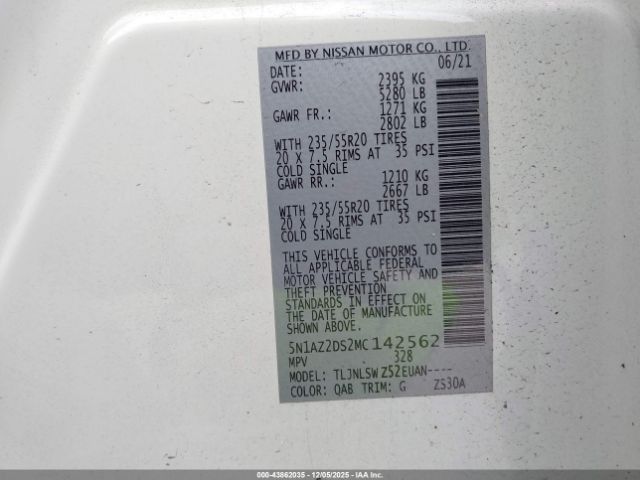 MFD BY NISSAN MOTOR CO., LTD.
DATE: 06/21
GVWR: 2395 KG
5280 LB
GAWR FR.: 1271 KG
2802 LB
WITH 235/55R20 TIRES
20 X 7.5 RIMS AT 35 PSI
COLD SINGLE
GAWR RR.: 1210 KG
2667 LB
WITH 235/55R20 TIRES
20 X 7.5 RIMS AT 35 PSI
COLD SINGLE
THIS VEHICLE CONFORMS TO
ALL APPLICABLE FEDERAL
MOTOR VEHICLE SAFETY AND
THEFT PREVENTION
STANDARDS IN EFFECT ON
THE DATE OF MANUFACTURE
SHOWN ABOVE.
5N1AZ2DS2MC142562
MPV 328
MODEL: TLJNLSWZ52EUAN----
COLOR: QAB TRIM: G ZS30A
000-43862035 - 12/05/2025 - IAA Inc.